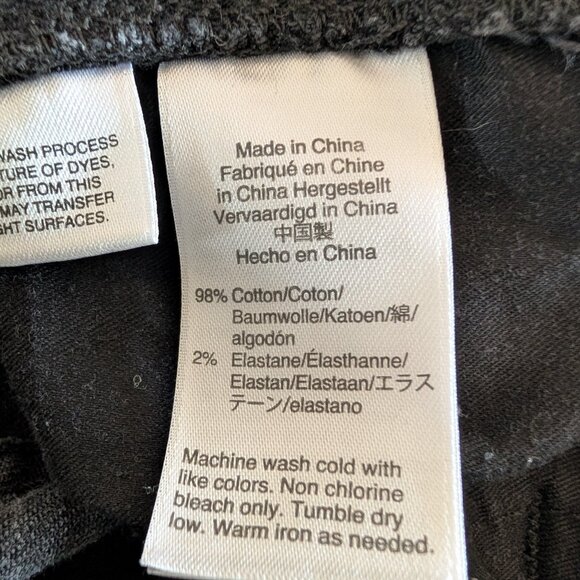 WASH PROCESS
TURE OF DYES,
OR FROM THIS
MAY TRANSFER
GHT SURFACES.
Made in China
Fabriqué en Chine
in China Hergestellt
Vervaardigd in China
中国製
Hecho en China
98% Cotton/Coton/
Baumwolle/Katoen/綿/
algodón
2% Elastane/Élasthanne/
Elastan/Elastaan/エラス
テーン/elastano
Machine wash cold with
like colors. Non chlorine
bleach only. Tumble dry
low. Warm iron as needed.